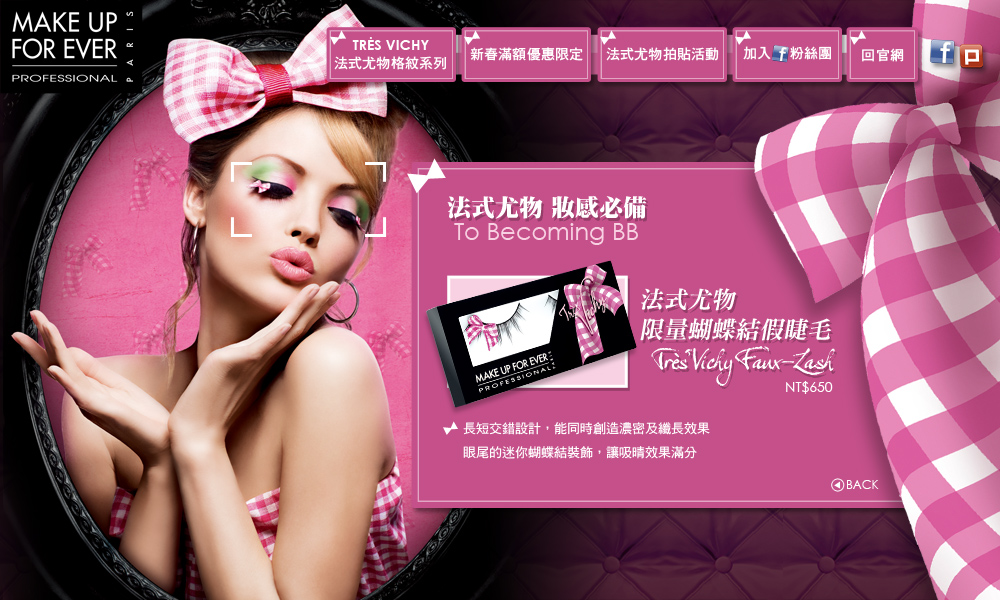 MAKE UP
FOR EVER
PARIS
PROFESSIONAL
TRÈS VICHY
法式尤物格紋系列
新春滿額優惠限定
法式尤物拍貼活動
加入f粉絲團
回官網
f
P
法式尤物 妝感必備
To Becoming BB
Très Vichy
MAKE UP FOR EVER
PROFESSIONAL
法式尤物
限量蝴蝶結假睫毛
Très Vichy Faux-Lash
NT$650
長短交錯設計，能同時創造濃密及纖長效果
眼尾的迷你蝴蝶結裝飾，讓吸睛效果滿分
BACK